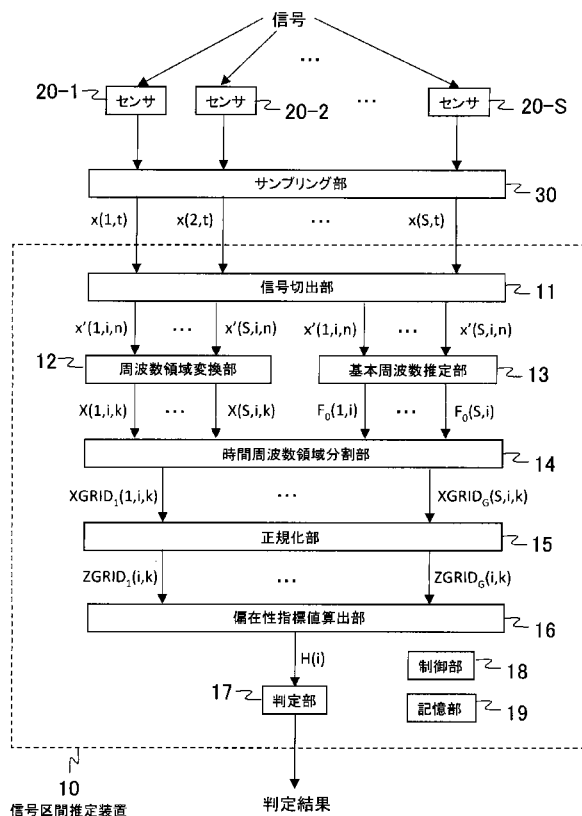 信号
...
20-1
センサ
センサ
20-2
...
センサ
20-S
サンプリング部
30
x(1,t)
x(2,t)
...
x(S,t)
信号切出部
11
x'(1,i,n)
...
x'(S,i,n)
x'(1,i,n)
...
x'(S,i,n)
12
周波数領域変換部
基本周波数推定部
13
X(1,i,k)
...
X(S,i,k)
F₀(1,i)
...
F₀(S,i)
時間周波数領域分割部
14
XGRID₁(1,i,k)
...
XGRID_G(S,i,k)
正規化部
15
ZGRID₁(i,k)
...
ZGRID_G(i,k)
偏在性指標値算出部
16
H(i)
制御部
18
17
判定部
記憶部
19
10
信号区間推定装置
判定結果